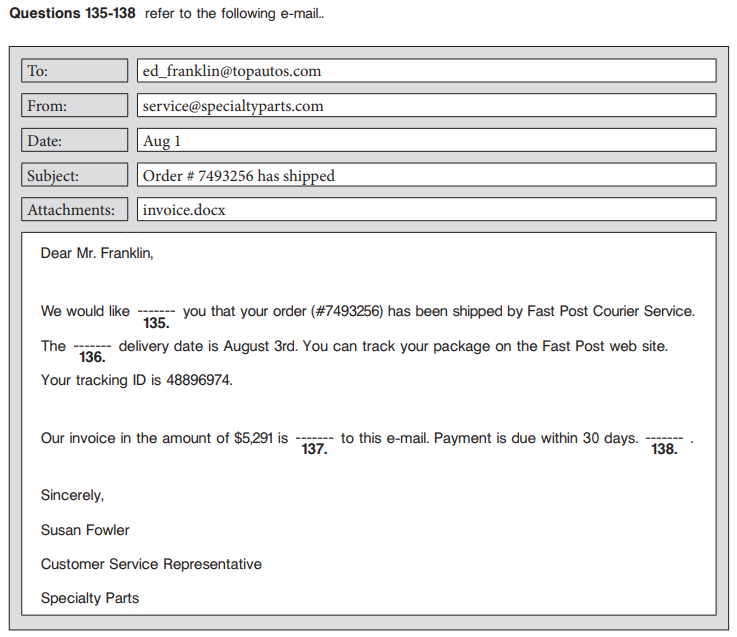 Questions 135-138 refer to the following e-mail..
To: ed_franklin@topautos.com
From: service@specialtyparts.com
Date: Aug 1
Subject: Order # 7493256 has shipped
Attachments: invoice.docx
Dear Mr. Franklin,
We would like ------- you that your order (#7493256) has been shipped by Fast Post Courier Service.
135.
The ------- delivery date is August 3rd. You can track your package on the Fast Post web site.
136.
Your tracking ID is 48896974.
Our invoice in the amount of $5,291 is ------- to this e-mail. Payment is due within 30 days. ------- .
137. 138.
Sincerely,
Susan Fowler
Customer Service Representative
Specialty Parts